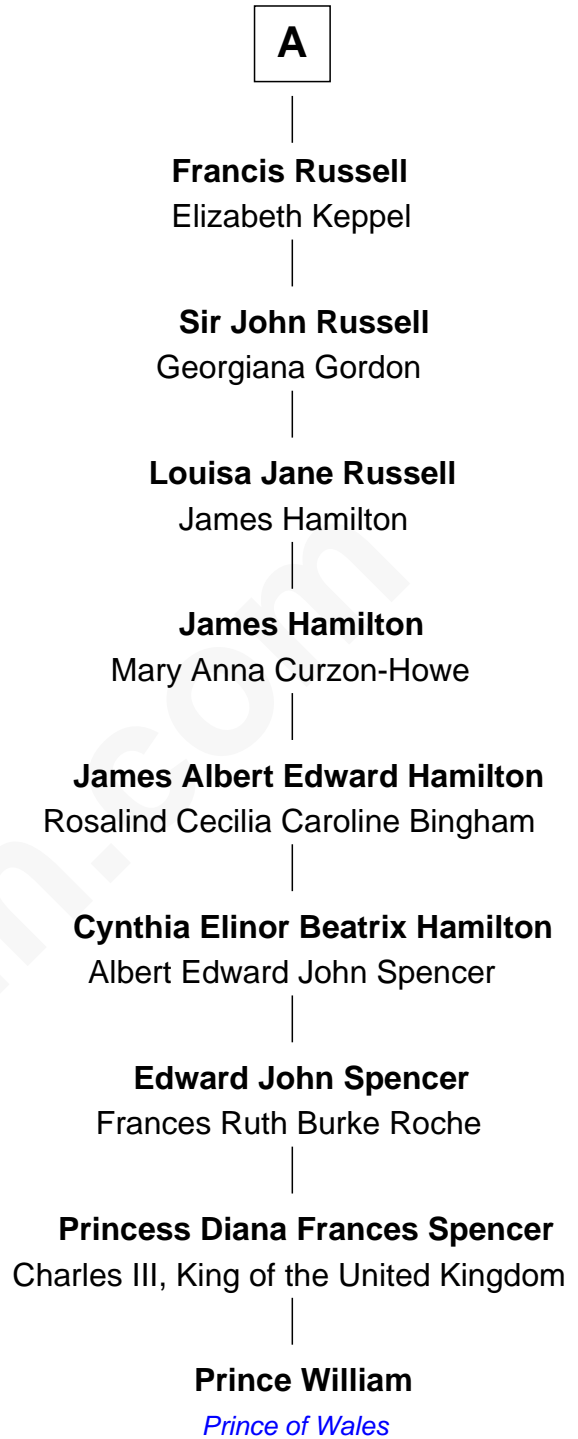 A
Francis Russell
Elizabeth Keppel
Sir John Russell
Georgiana Gordon
Louisa Jane Russell
James Hamilton
James Hamilton
Mary Anna Curzon-Howe
James Albert Edward Hamilton
Rosalind Cecilia Caroline Bingham
Cynthia Elinor Beatrix Hamilton
Albert Edward John Spencer
Edward John Spencer
Frances Ruth Burke Roche
Princess Diana Frances Spencer
Charles III, King of the United Kingdom
Prince William
Prince of Wales